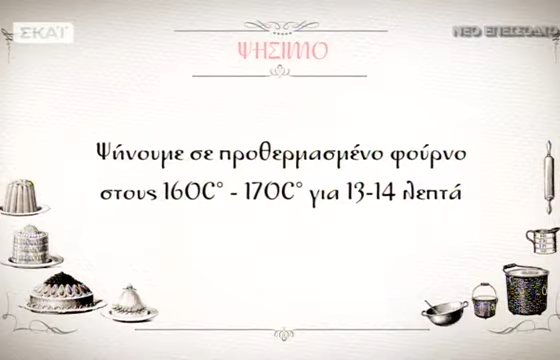 ΣΚΑΪ
ΝΕΟ ΕΠΕΙΣΟΔΙΟ
ΨΗΣΙΜΟ
Ψήνουμε σε προθερμασμένο φούρνο
στους 160C° - 170C° για 13-14 λεπτά